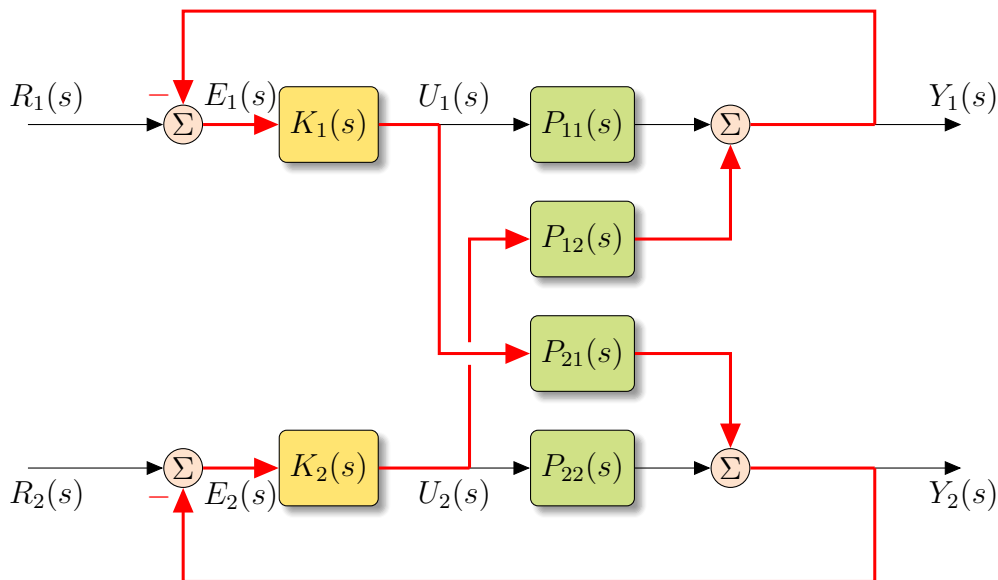 R₁(s)
−
Σ
E₁(s)
K₁(s)
U₁(s)
P₁₁(s)
Σ
Y₁(s)
P₁₂(s)
P₂₁(s)
R₂(s)
−
Σ
E₂(s)
K₂(s)
U₂(s)
P₂₂(s)
Σ
Y₂(s)